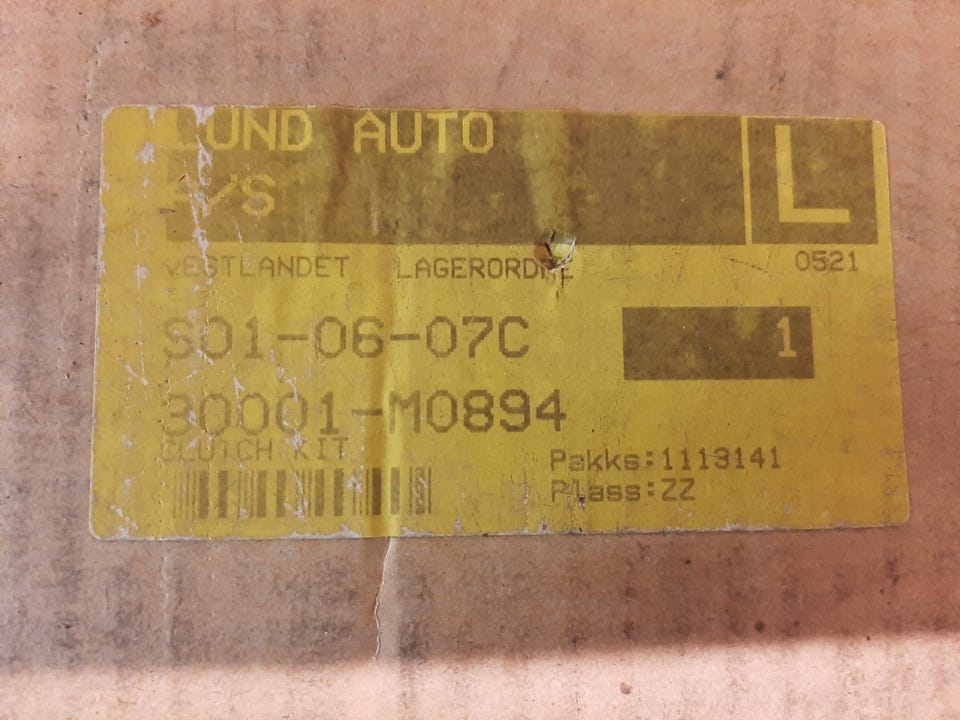 LUND AUTO L
A/S
VESTLANDET LAGERORDRE 0521
S01-06-07C 1
30001-M0894
CLUTCH KIT
Pakks:1113141
Plass:ZZ